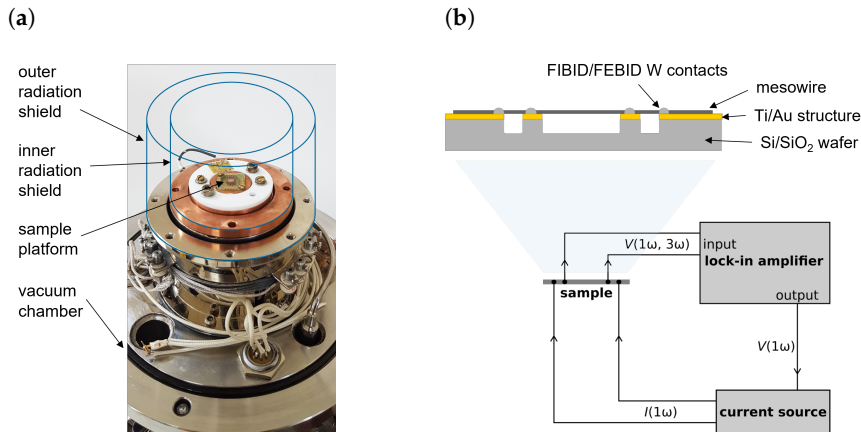 (a)
outer
radiation
shield
inner
radiation
shield
sample
platform
vacuum
chamber
(b)
FIBID/FEBID W contacts
mesowire
Ti/Au structure
Si/SiO₂ wafer
V(1ω, 3ω)
input
lock-in amplifier
output
sample
V(1ω)
I(1ω)
current source